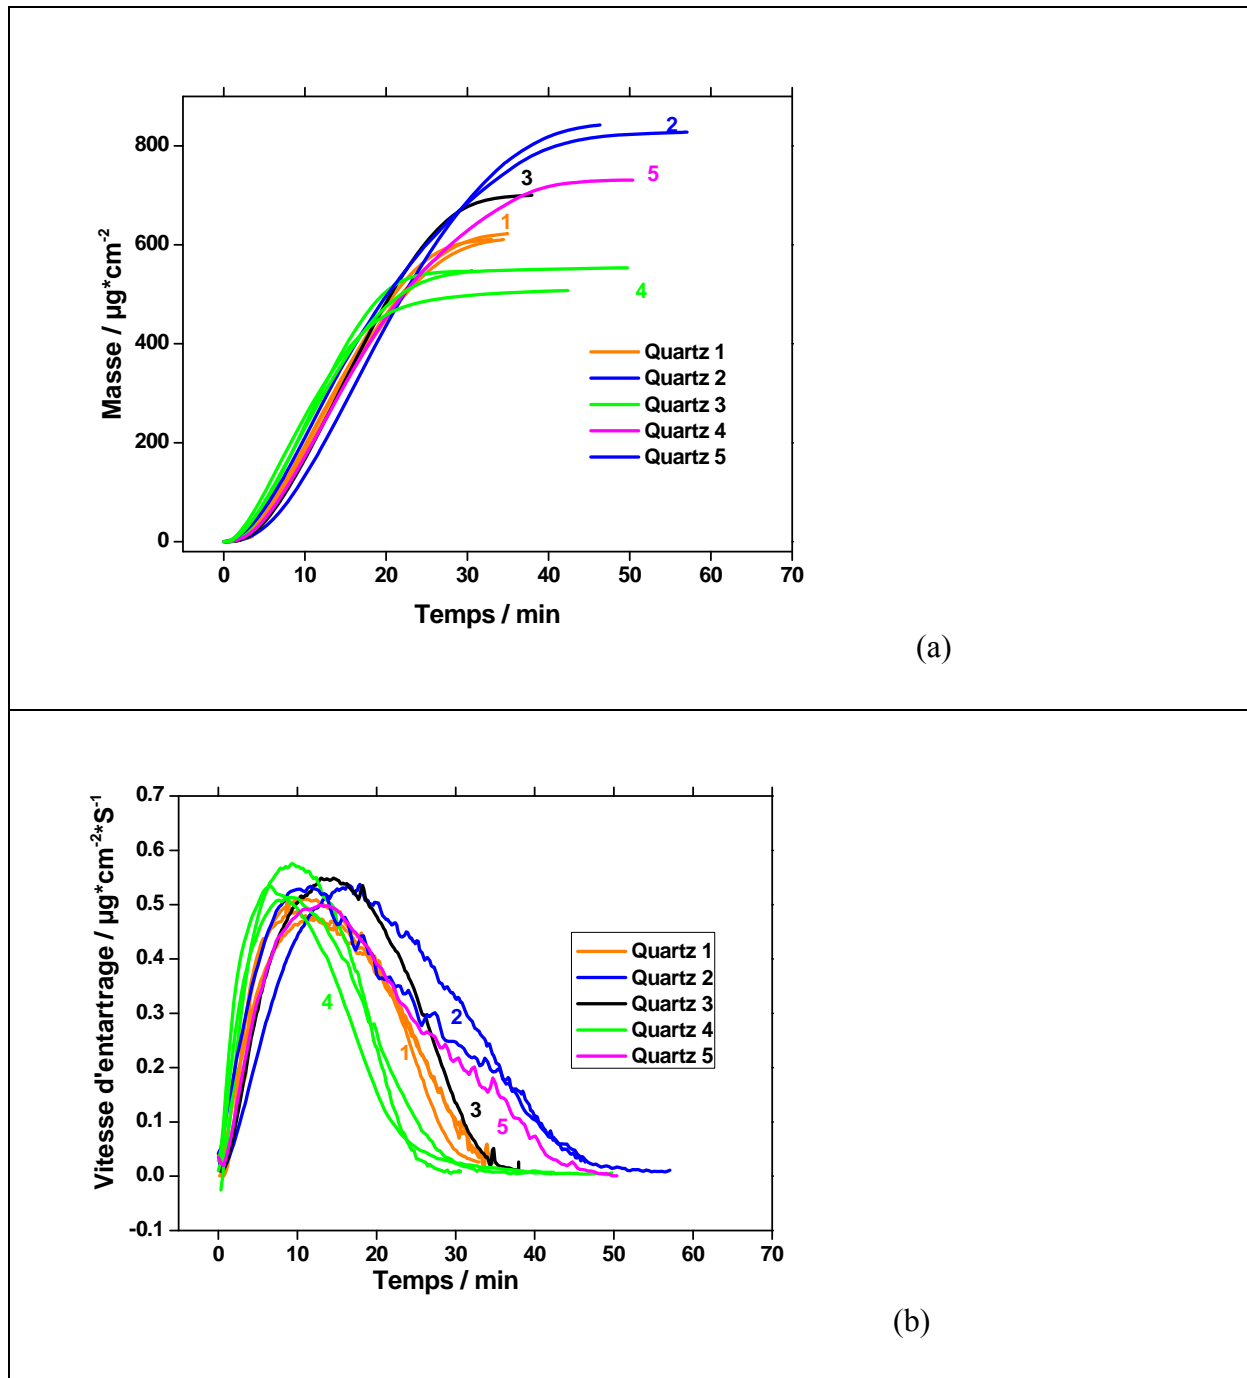 800
600
400
200
0
Masse / µg*cm-2
2
5
3
1
4
Quartz 1
Quartz 2
Quartz 3
Quartz 4
Quartz 5
0 10 20 30 40 50 60 70
Temps / min
(a)
0.7
0.6
0.5
0.4
0.3
0.2
0.1
0.0
-0.1
Vitesse d'entartrage / µg*cm-2*S-1
4
2
1
3
5
Quartz 1
Quartz 2
Quartz 3
Quartz 4
Quartz 5
0 10 20 30 40 50 60 70
Temps / min
(b)